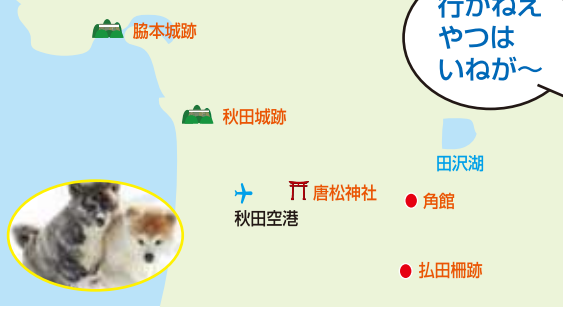 行がねえ
やつは
いねが～
脇本城跡
秋田城跡
田沢湖
唐松神社
角館
秋田空港
払田柵跡